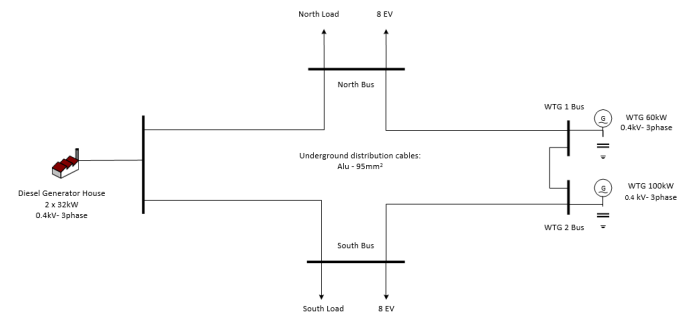 North Load
8 EV
North Bus
WTG 1 Bus
G
WTG 60kW
0.4kV- 3phase
Underground distribution cables:
Alu - 95mm²
Diesel Generator House
2 x 32kW
0.4kV- 3phase
G
WTG 100kW
0.4 kV- 3phase
WTG 2 Bus
South Bus
South Load
8 EV